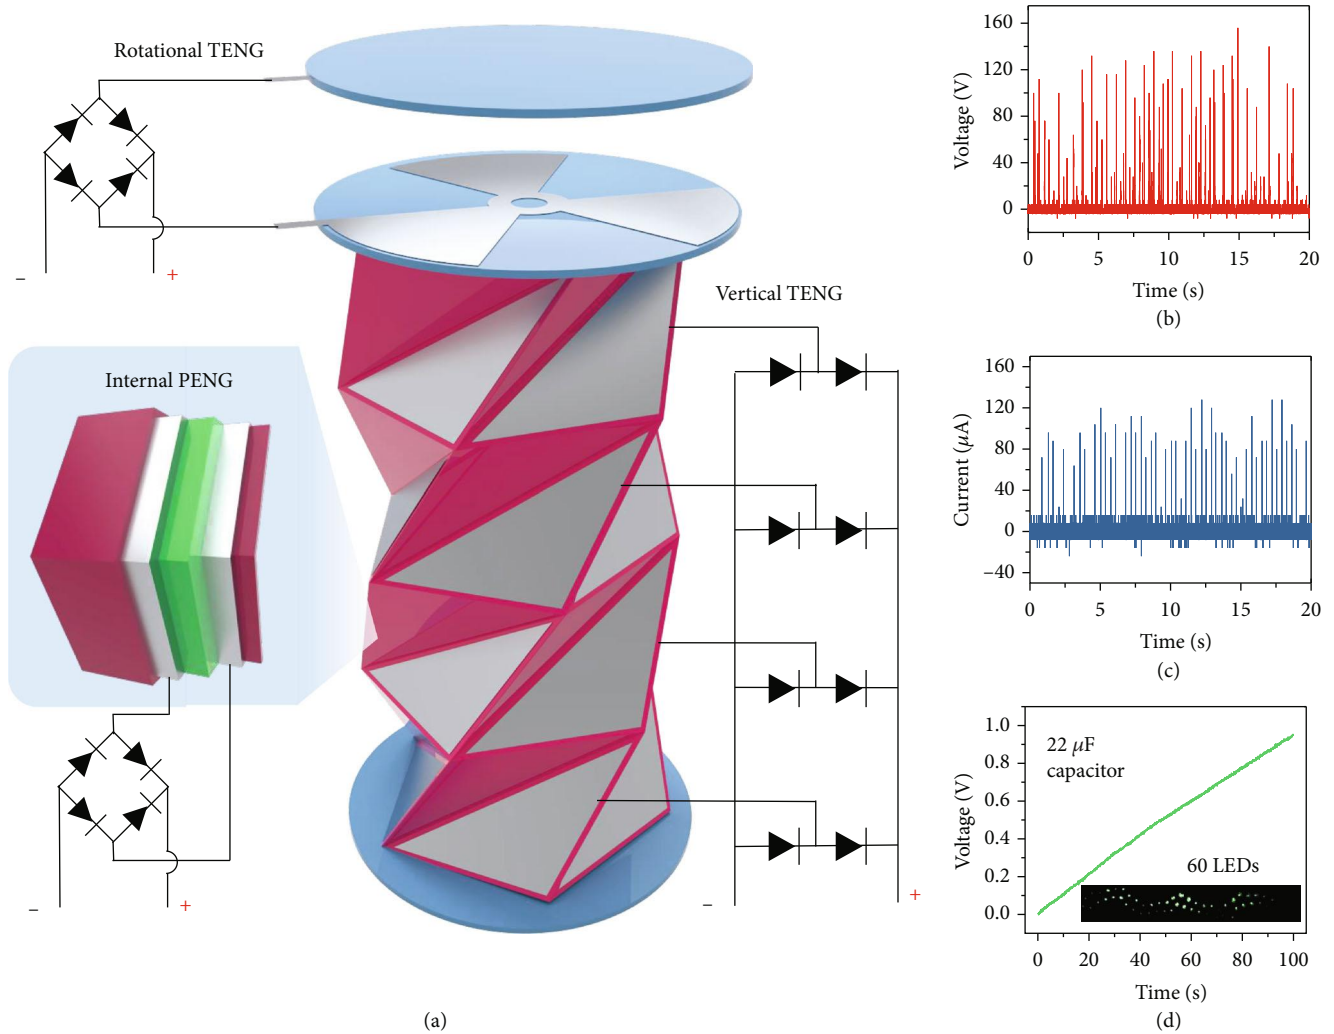 Rotational TENG
−
+
Internal PENG
−
+
Vertical TENG
−
+
(a)
160
120
80
40
0
Voltage (V)
0 5 10 15 20
Time (s)
(b)
160
120
80
40
0
−40
Current (μA)
0 5 10 15 20
Time (s)
(c)
1.0
0.8
0.6
0.4
0.2
0.0
Voltage (V)
22 μF
capacitor
60 LEDs
0 20 40 60 80 100
Time (s)
(d)